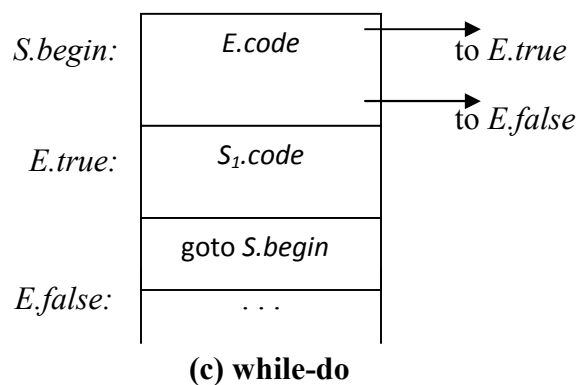 S.begin: E.code to E.true
to E.false
E.true: S₁.code
goto S.begin
E.false: . . .
(c) while-do